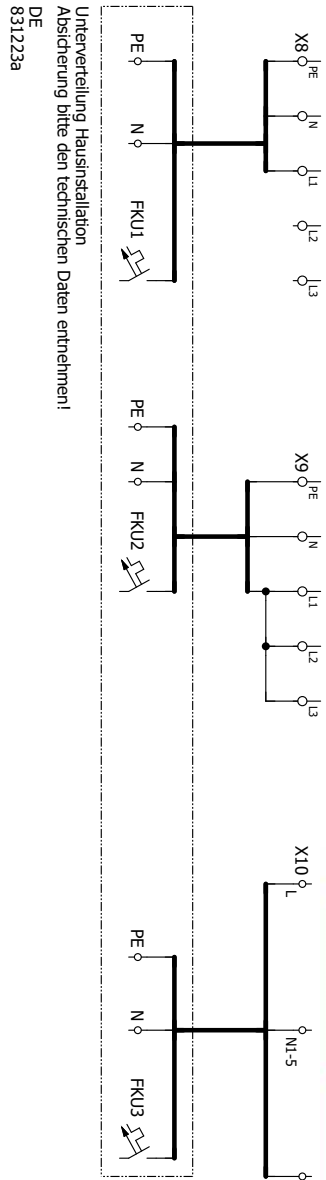 X8
PE
N
L1
L2
L3
X9
PE
N
L1
L2
L3
X10
L
N1-5
PE
N
FKU1
PE
N
FKU2
PE
N
FKU3
Unterverteilung Hausinstallation
Absicherung bitte den technischen Daten entnehmen!
DE
831223a